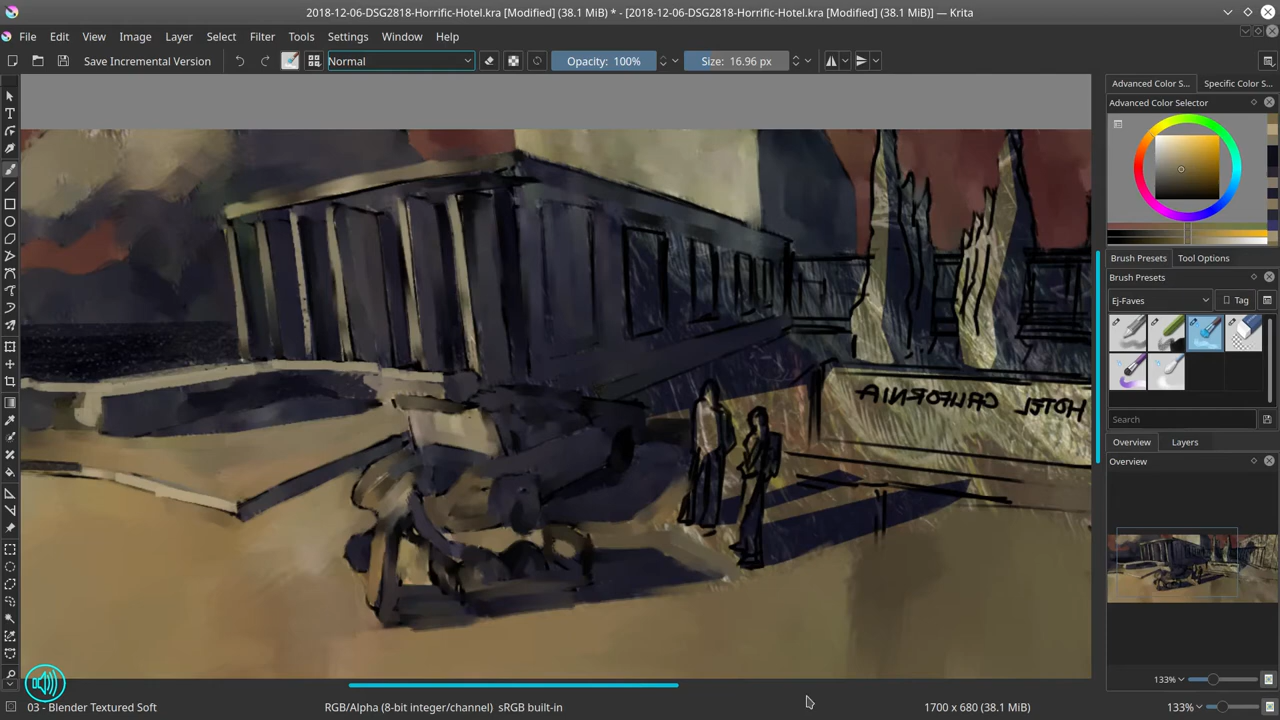 2018-12-06-DSG2818-Horrific-Hotel.kra [Modified] (38.1 MiB) * - [2018-12-06-DSG2818-Horrific-Hotel.kra [Modified] (38.1 MiB)] — Krita
File Edit View Image Layer Select Filter Tools Settings Window Help
Save Incremental Version Normal Opacity: 100% Size: 16.96 px
Advanced Color S... Specific Color S...
Advanced Color Selector
Brush Presets Tool Options
Brush Presets
Ej-Faves Tag
HOTEL CALIFORNIA
Search
Overview Layers
Overview
133%
03 - Blender Textured Soft RGB/Alpha (8-bit integer/channel) sRGB built-in 1700 x 680 (38.1 MiB) 133%